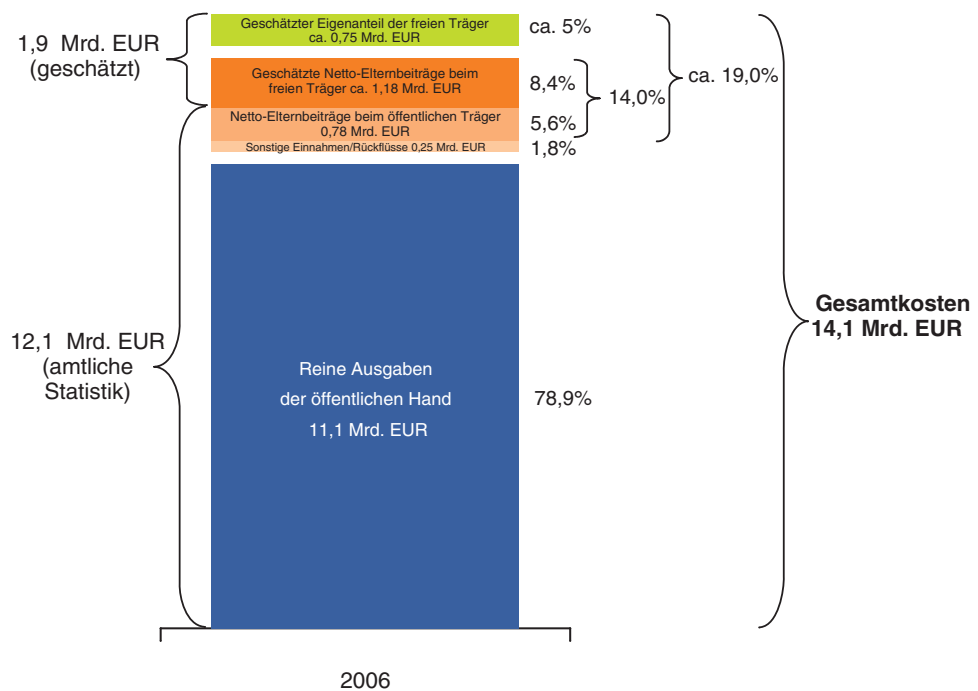 Geschätzter Eigenanteil der freien Träger
ca. 0,75 Mrd. EUR
ca. 5%
1,9 Mrd. EUR
(geschätzt)
Geschätzte Netto-Elternbeiträge beim
freien Träger ca. 1,18 Mrd. EUR
8,4%
14,0%
ca. 19,0%
Netto-Elternbeiträge beim öffentlichen Träger
0,78 Mrd. EUR
5,6%
Sonstige Einnahmen/Rückflüsse 0,25 Mrd. EUR
1,8%
Gesamtkosten
14,1 Mrd. EUR
12,1 Mrd. EUR
(amtliche
Statistik)
Reine Ausgaben
der öffentlichen Hand
11,1 Mrd. EUR
78,9%
2006